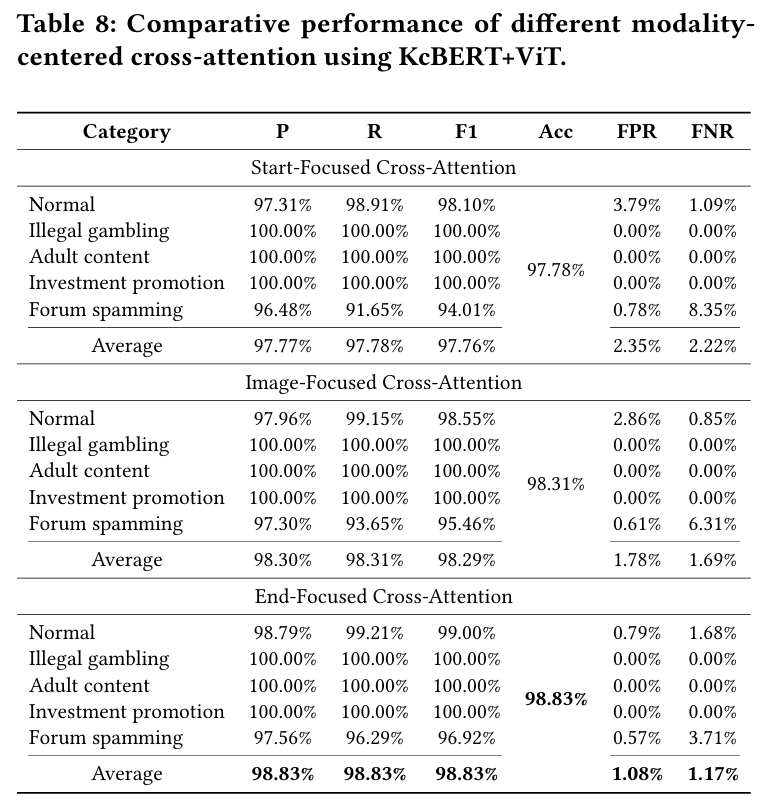 Table 8: Comparative performance of different modality-
centered cross-attention using KcBERT+ViT.
Category P R F1 Acc FPR FNR
Start-Focused Cross-Attention
Normal 97.31% 98.91% 98.10% 3.79% 1.09%
Illegal gambling 100.00% 100.00% 100.00% 0.00% 0.00%
Adult content 100.00% 100.00% 100.00% 0.00% 0.00%
97.78%
Investment promotion 100.00% 100.00% 100.00% 0.00% 0.00%
Forum spamming 96.48% 91.65% 94.01% 0.78% 8.35%
Average 97.77% 97.78% 97.76% 2.35% 2.22%
Image-Focused Cross-Attention
Normal 97.96% 99.15% 98.55% 2.86% 0.85%
Illegal gambling 100.00% 100.00% 100.00% 0.00% 0.00%
Adult content 100.00% 100.00% 100.00% 0.00% 0.00%
98.31%
Investment promotion 100.00% 100.00% 100.00% 0.00% 0.00%
Forum spamming 97.30% 93.65% 95.46% 0.61% 6.31%
Average 98.30% 98.31% 98.29% 1.78% 1.69%
End-Focused Cross-Attention
Normal 98.79% 99.21% 99.00% 0.79% 1.68%
Illegal gambling 100.00% 100.00% 100.00% 0.00% 0.00%
Adult content 100.00% 100.00% 100.00% 0.00% 0.00%
98.83%
Investment promotion 100.00% 100.00% 100.00% 0.00% 0.00%
Forum spamming 97.56% 96.29% 96.92% 0.57% 3.71%
Average 98.83% 98.83% 98.83% 1.08% 1.17%